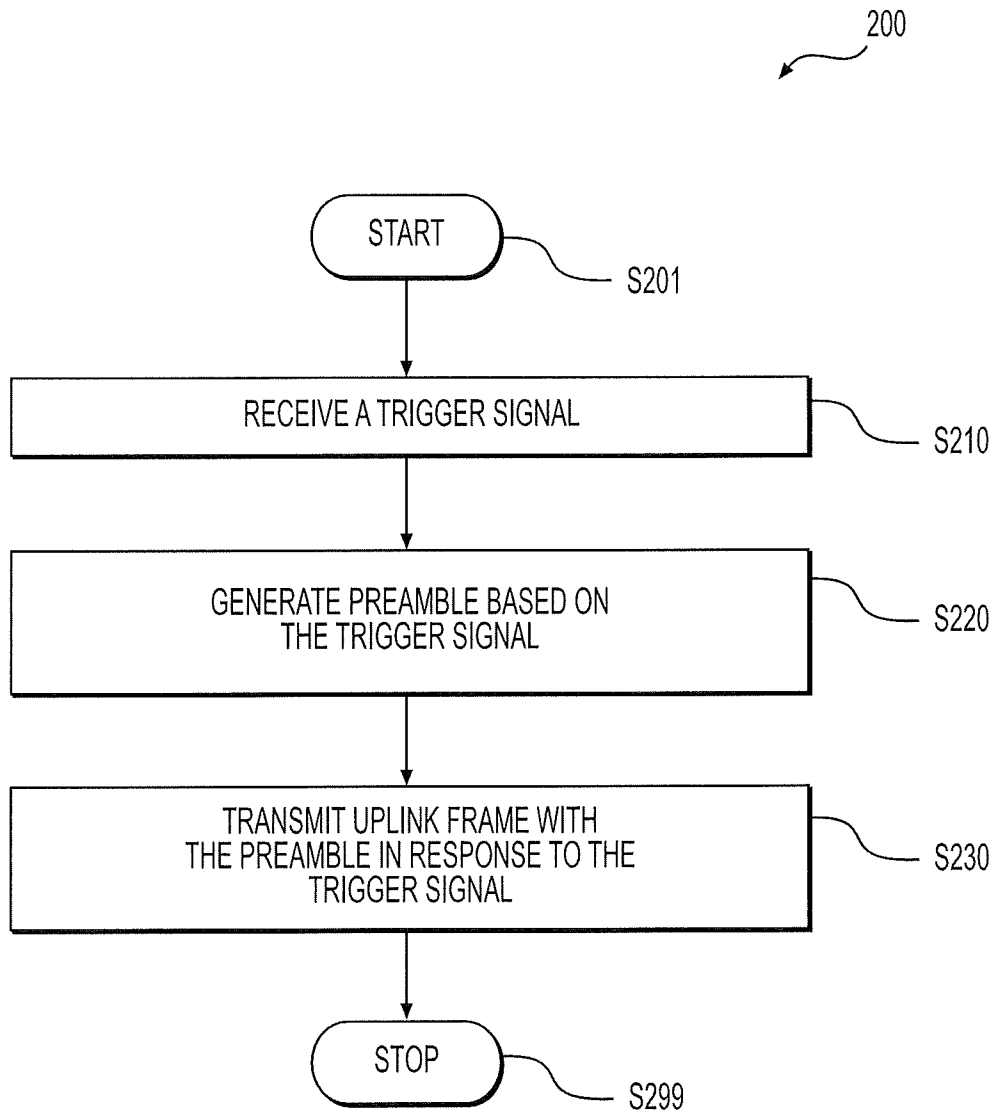 200
START
S201
RECEIVE A TRIGGER SIGNAL
S210
GENERATE PREAMBLE BASED ON
THE TRIGGER SIGNAL
S220
TRANSMIT UPLINK FRAME WITH
THE PREAMBLE IN RESPONSE TO THE
TRIGGER SIGNAL
S230
STOP
S299